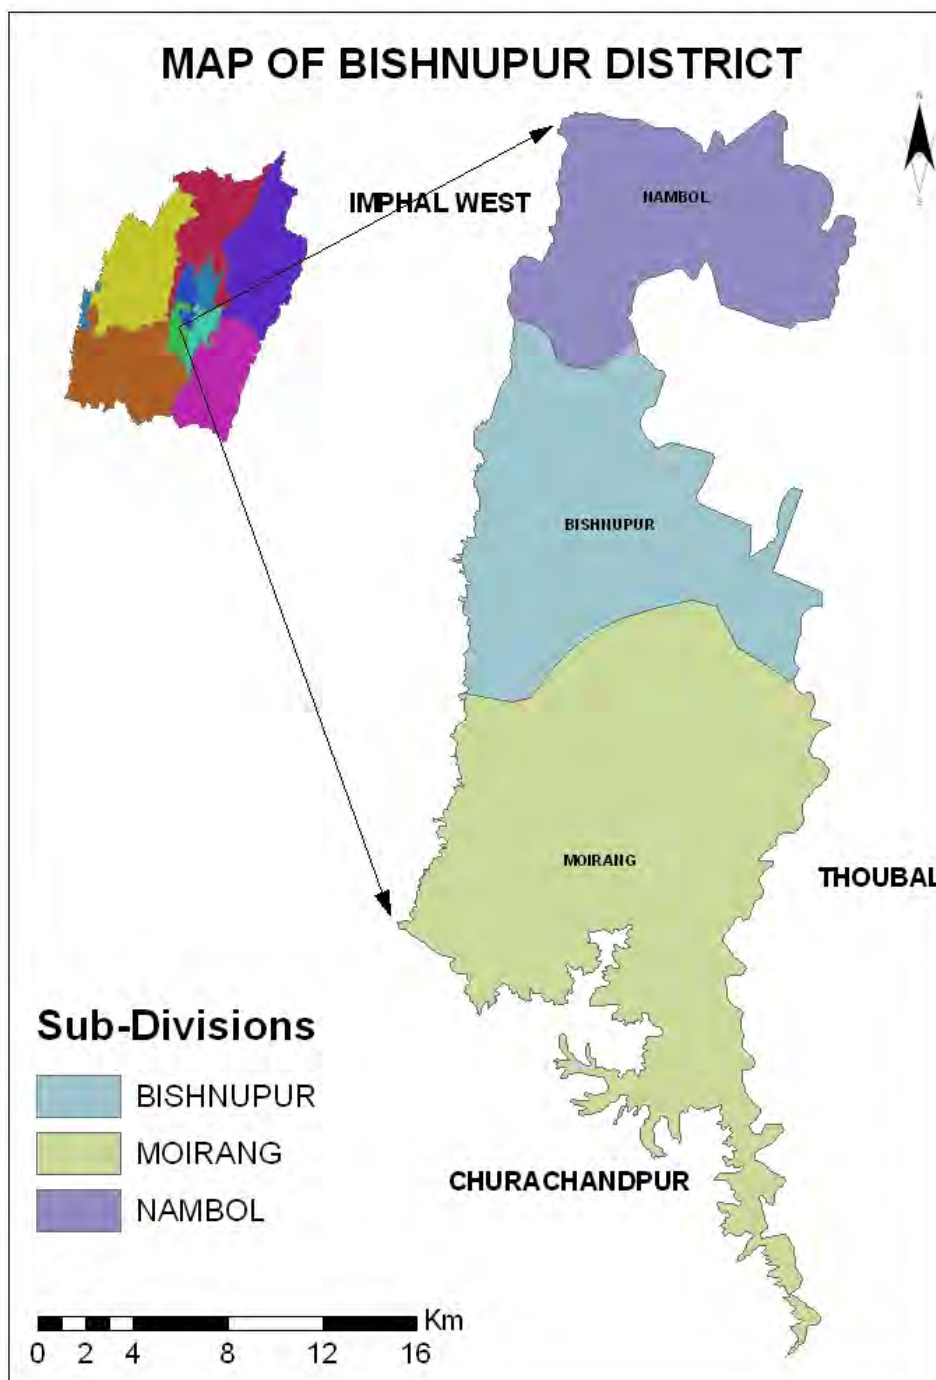 MAP OF BISHNUPUR DISTRICT
N
IMPHAL WEST
NAMBOL
BISHNUPUR
MOIRANG
THOUBAL
Sub-Divisions
BISHNUPUR
MOIRANG
NAMBOL
CHURACHANDPUR
Km
0 2 4 8 12 16